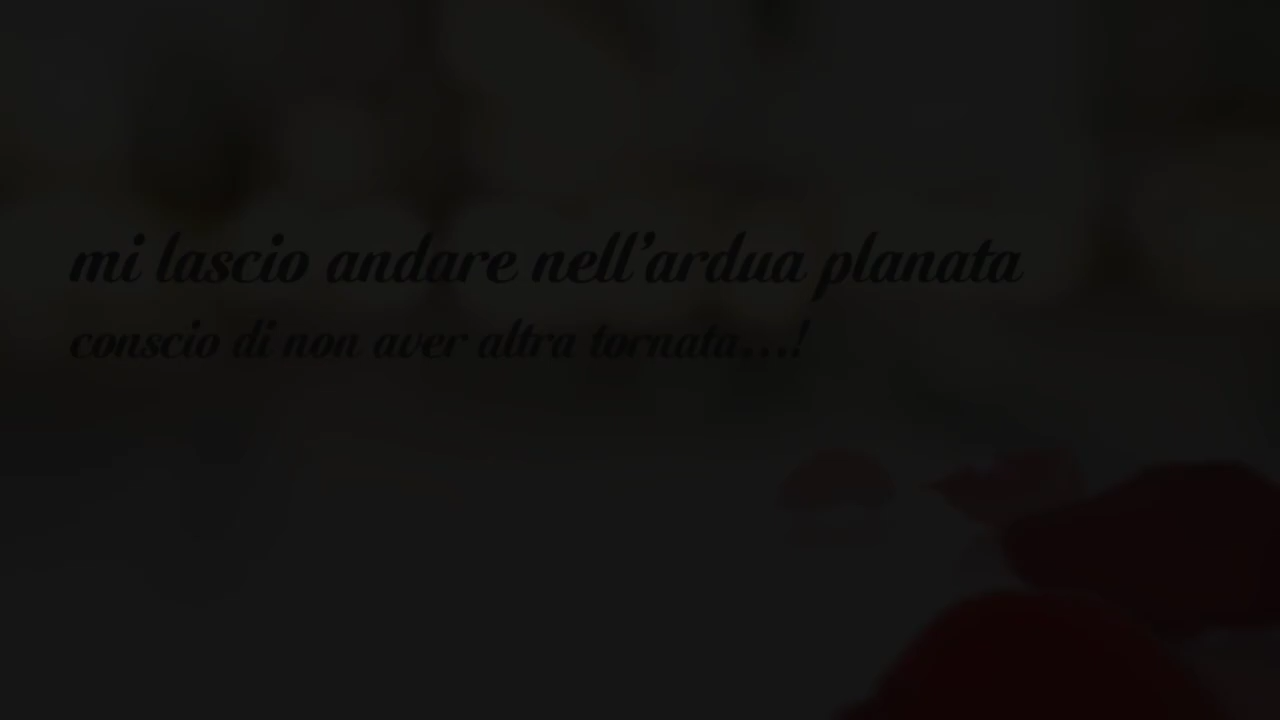 mi lascio andare nell'ardua planata
conscio di non aver altra tornata...!